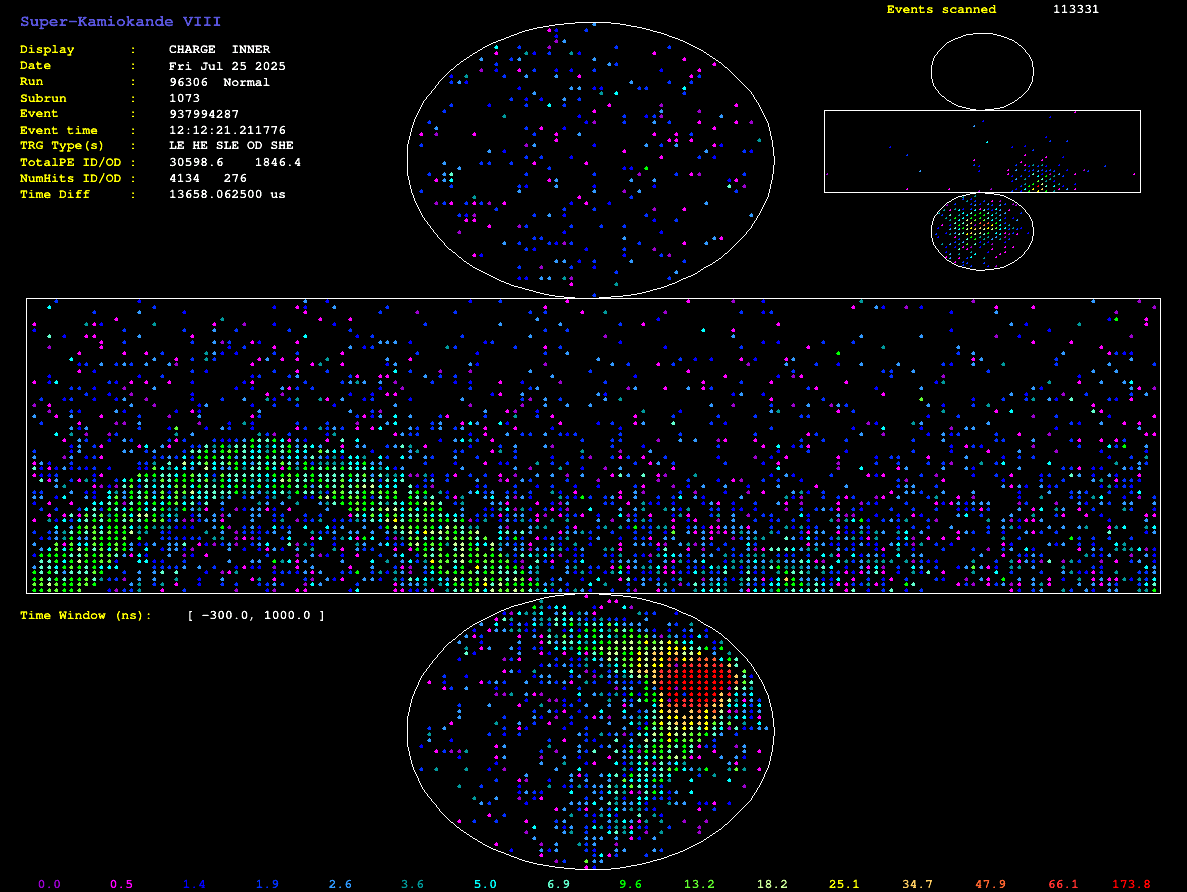 Super-Kamiokande VIII
Events scanned 113331
Display : CHARGE INNER
Date : Fri Jul 25 2025
Run : 96306 Normal
Subrun : 1073
Event : 937994287
Event time : 12:12:21.211776
TRG Type(s) : LE HE SLE OD SHE
TotalPE ID/OD : 30598.6 1846.4
NumHits ID/OD : 4134 276
Time Diff : 13658.062500 us
Time Window (ns): [ -300.0, 1000.0 ]
0.0 0.5 1.4 1.9 2.6 3.6 5.0 6.9 9.6 13.2 18.2 25.1 34.7 47.9 66.1 173.8